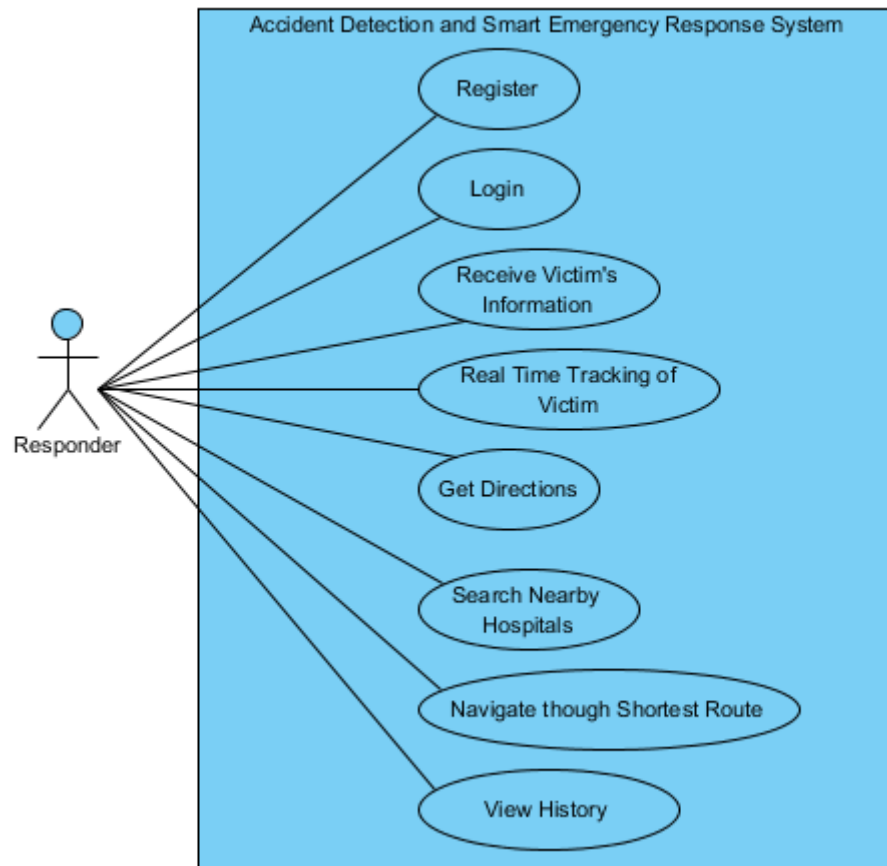 Accident Detection and Smart Emergency Response System
Register
Login
Receive Victim's
Information
Real Time Tracking of
Victim
Responder
Get Directions
Search Nearby
Hospitals
Navigate though Shortest Route
View History